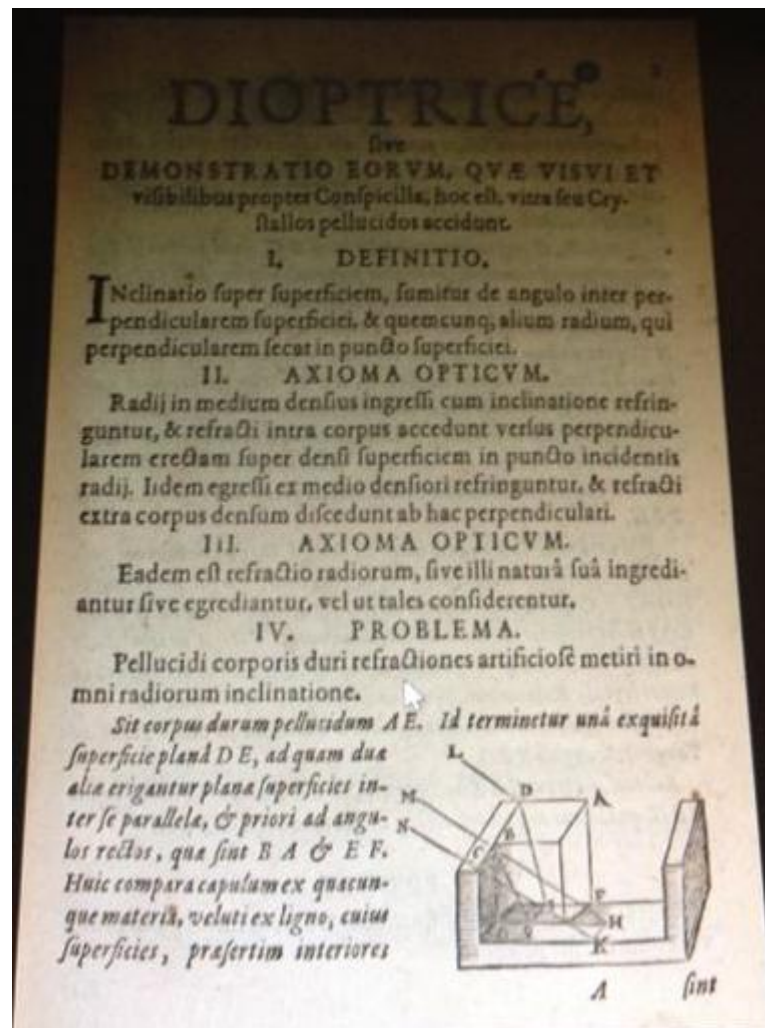 DIOPTRICE,
sive
DEMONSTRATIO EORVM, QVÆ VISVI ET
visibilibus propter Conspicilla, hoc est, vitra seu Cry-
stallos pellucidos accidunt.
I. DEFINITIO.
INclinatio super superficiem, sumitur de angulo inter per-
pendicularem superficiei, & quemcunq, alium radium, qui
perpendicularem secat in puncto superficiei.
II. AXIOMA OPTICVM.
Radij in medium densius ingressi cum inclinatione refrin-
guntur, & refracti intra corpus accedunt versus perpendicu-
larem erectam super densi superficiem in puncto incidentis
radij. Iidem egressi ex medio densiori refringuntur, & refracti
extra corpus densum discedunt ab hac perpendiculari.
III. AXIOMA OPTICVM.
Eadem est refractio radiorum, sive illi naturâ suâ ingredi-
antur sive egrediantur, vel ut tales considerentur.
IV. PROBLEMA.
Pellucidi corporis duri refractiones artificiosè metiri in o-
mni radiorum inclinatione.
Sit corpus durum pellucidum A E. Id terminetur unâ exquisitâ
superficie planâ D E, ad quam duæ
aliæ erigantur planæ superficies in-
ter se parallelæ, & priori ad angu-
los rectos, quæ sint B A & E F.
Huic compara capulum ex quacun-
que materiâ, veluti ex ligno, cuius
superficies, præsertim interiores
L
D
A
M
B
N
C
F
H
K
A
sint